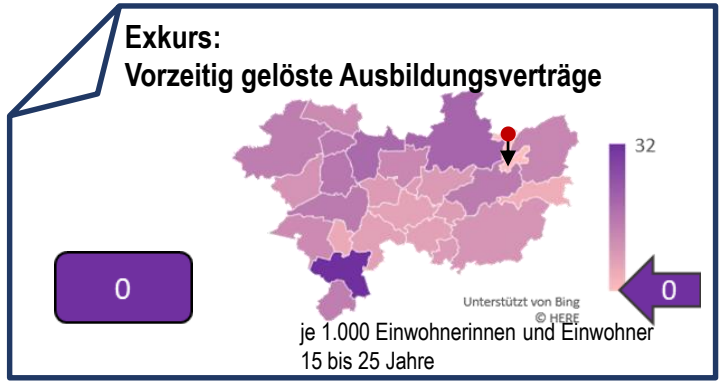 Exkurs:
Vorzeitig gelöste Ausbildungsverträge
32
0
0
Unterstützt von Bing
© HERE
je 1.000 Einwohnerinnen und Einwohner
15 bis 25 Jahre